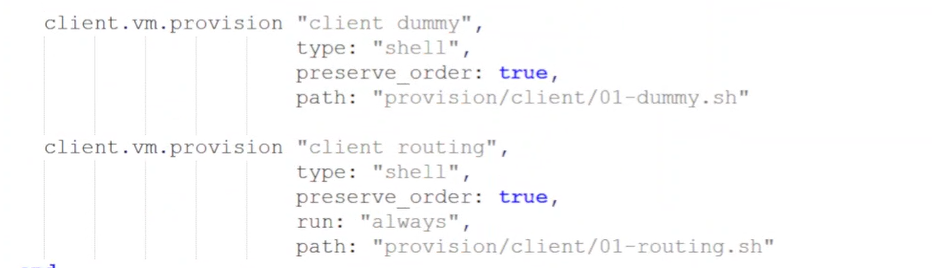 client.vm.provision "client dummy",
type: "shell",
preserve_order: true,
path: "provision/client/01-dummy.sh"
client.vm.provision "client routing",
type: "shell",
preserve_order: true,
run: "always",
path: "provision/client/01-routing.sh"